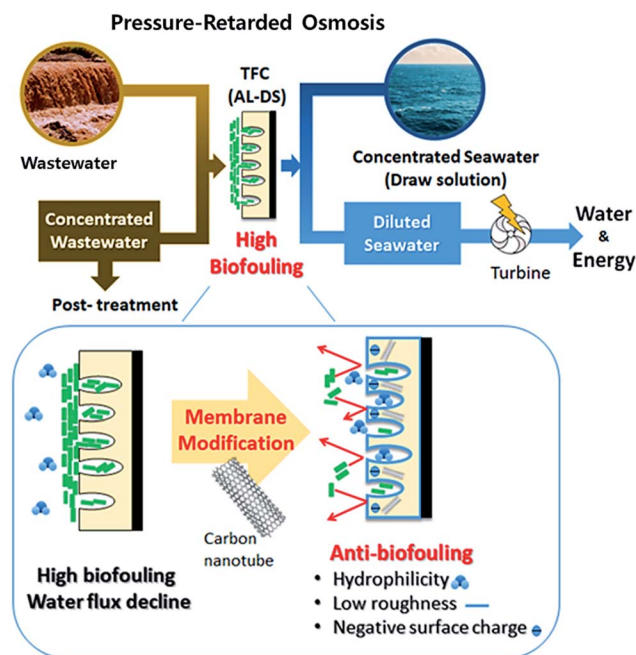 Pressure-Retarded Osmosis
TFC
(AL-DS)
Wastewater
Concentrated Seawater
(Draw solution)
Concentrated
Wastewater
High
Biofouling
Diluted
Seawater
Turbine
Water
&
Energy
Post- treatment
Membrane
Modification
Carbon
nanotube
High biofouling
Water flux decline
Anti-biofouling
• Hydrophilicity
• Low roughness
• Negative surface charge